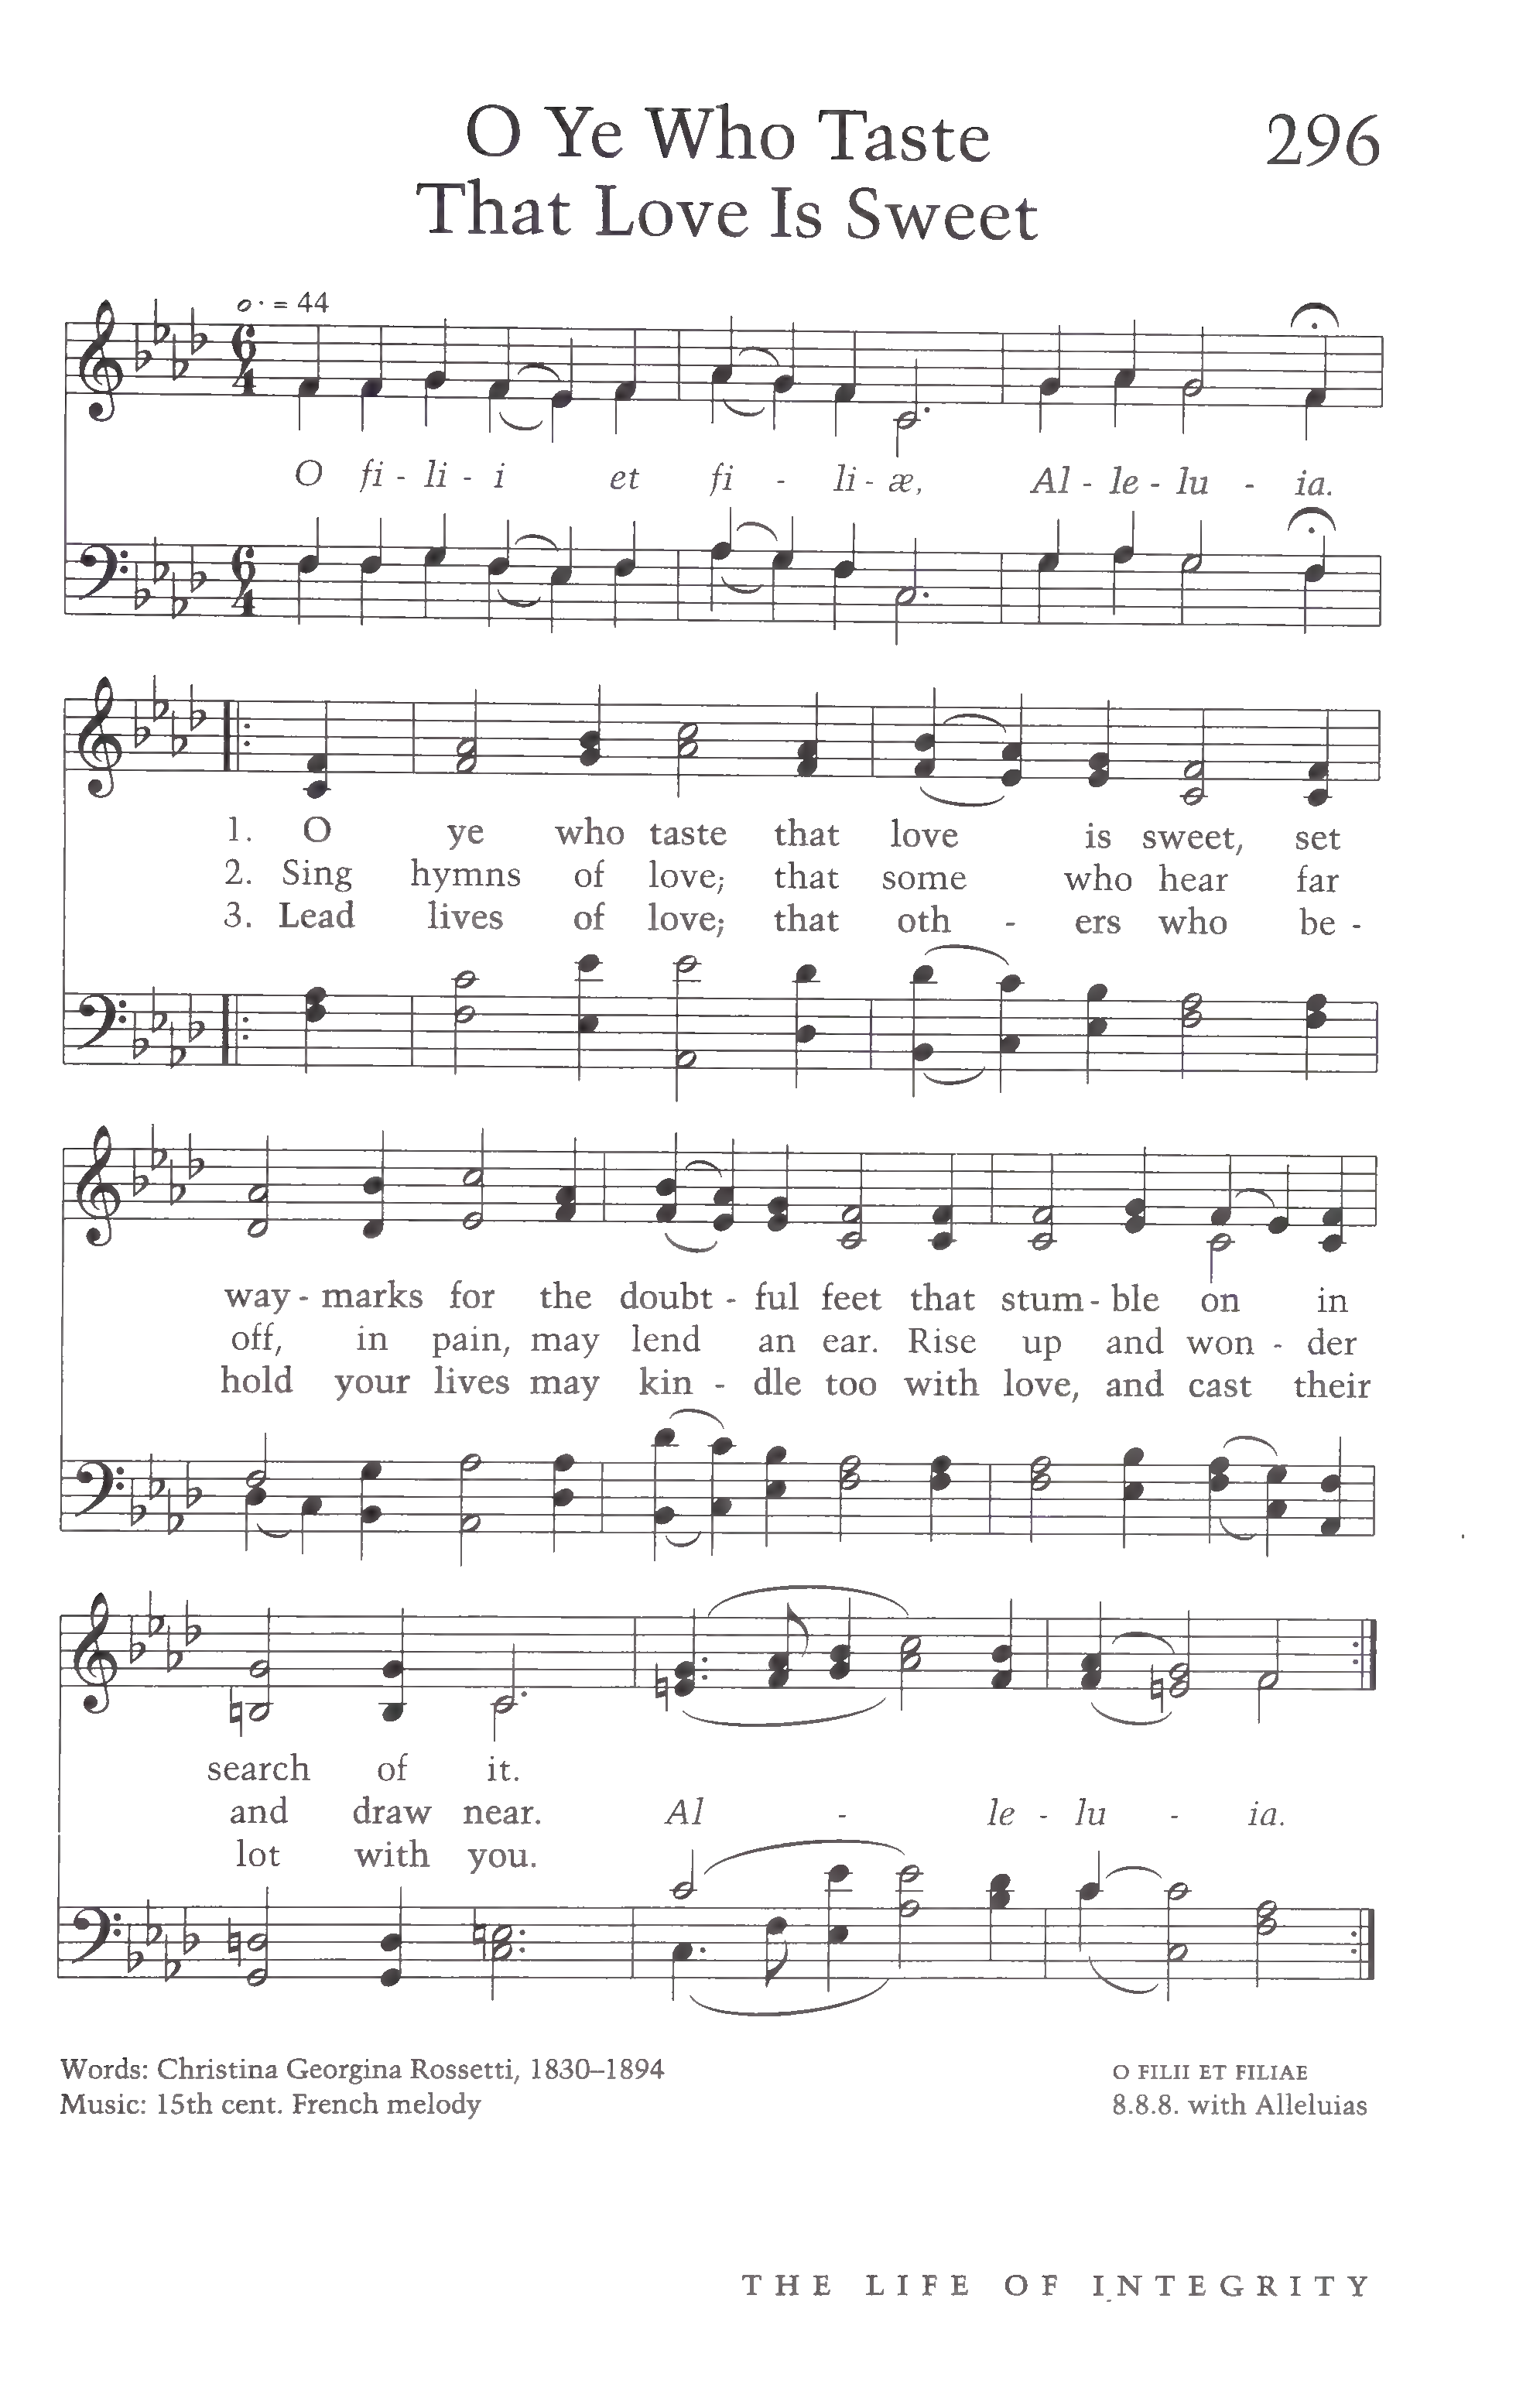 O Ye Who Taste 296
That Love Is Sweet
𝅗𝅥. = 44
6/4
O fi - li - i et fi - li - æ, Al - le - lu - ia.
6/4
1. O ye who taste that love is sweet, set
2. Sing hymns of love; that some who hear far
3. Lead lives of love; that oth - ers who be -
way - marks for the doubt - ful feet that stum - ble on in
off, in pain, may lend an ear. Rise up and won - der
hold your lives may kin - dle too with love, and cast their
search of it.
and draw near. Al - le - lu - ia.
lot with you.
Words: Christina Georgina Rossetti, 1830–1894 O FILII ET FILIAE
Music: 15th cent. French melody 8.8.8. with Alleluias
THE LIFE OF INTEGRITY